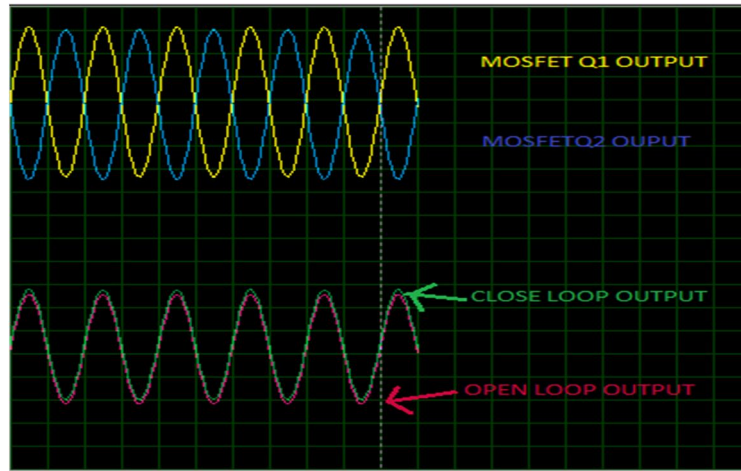 MOSFET Q1 OUTPUT
MOSFETQ2 OUPUT
CLOSE LOOP OUTPUT
OPEN LOOP OUTPUT